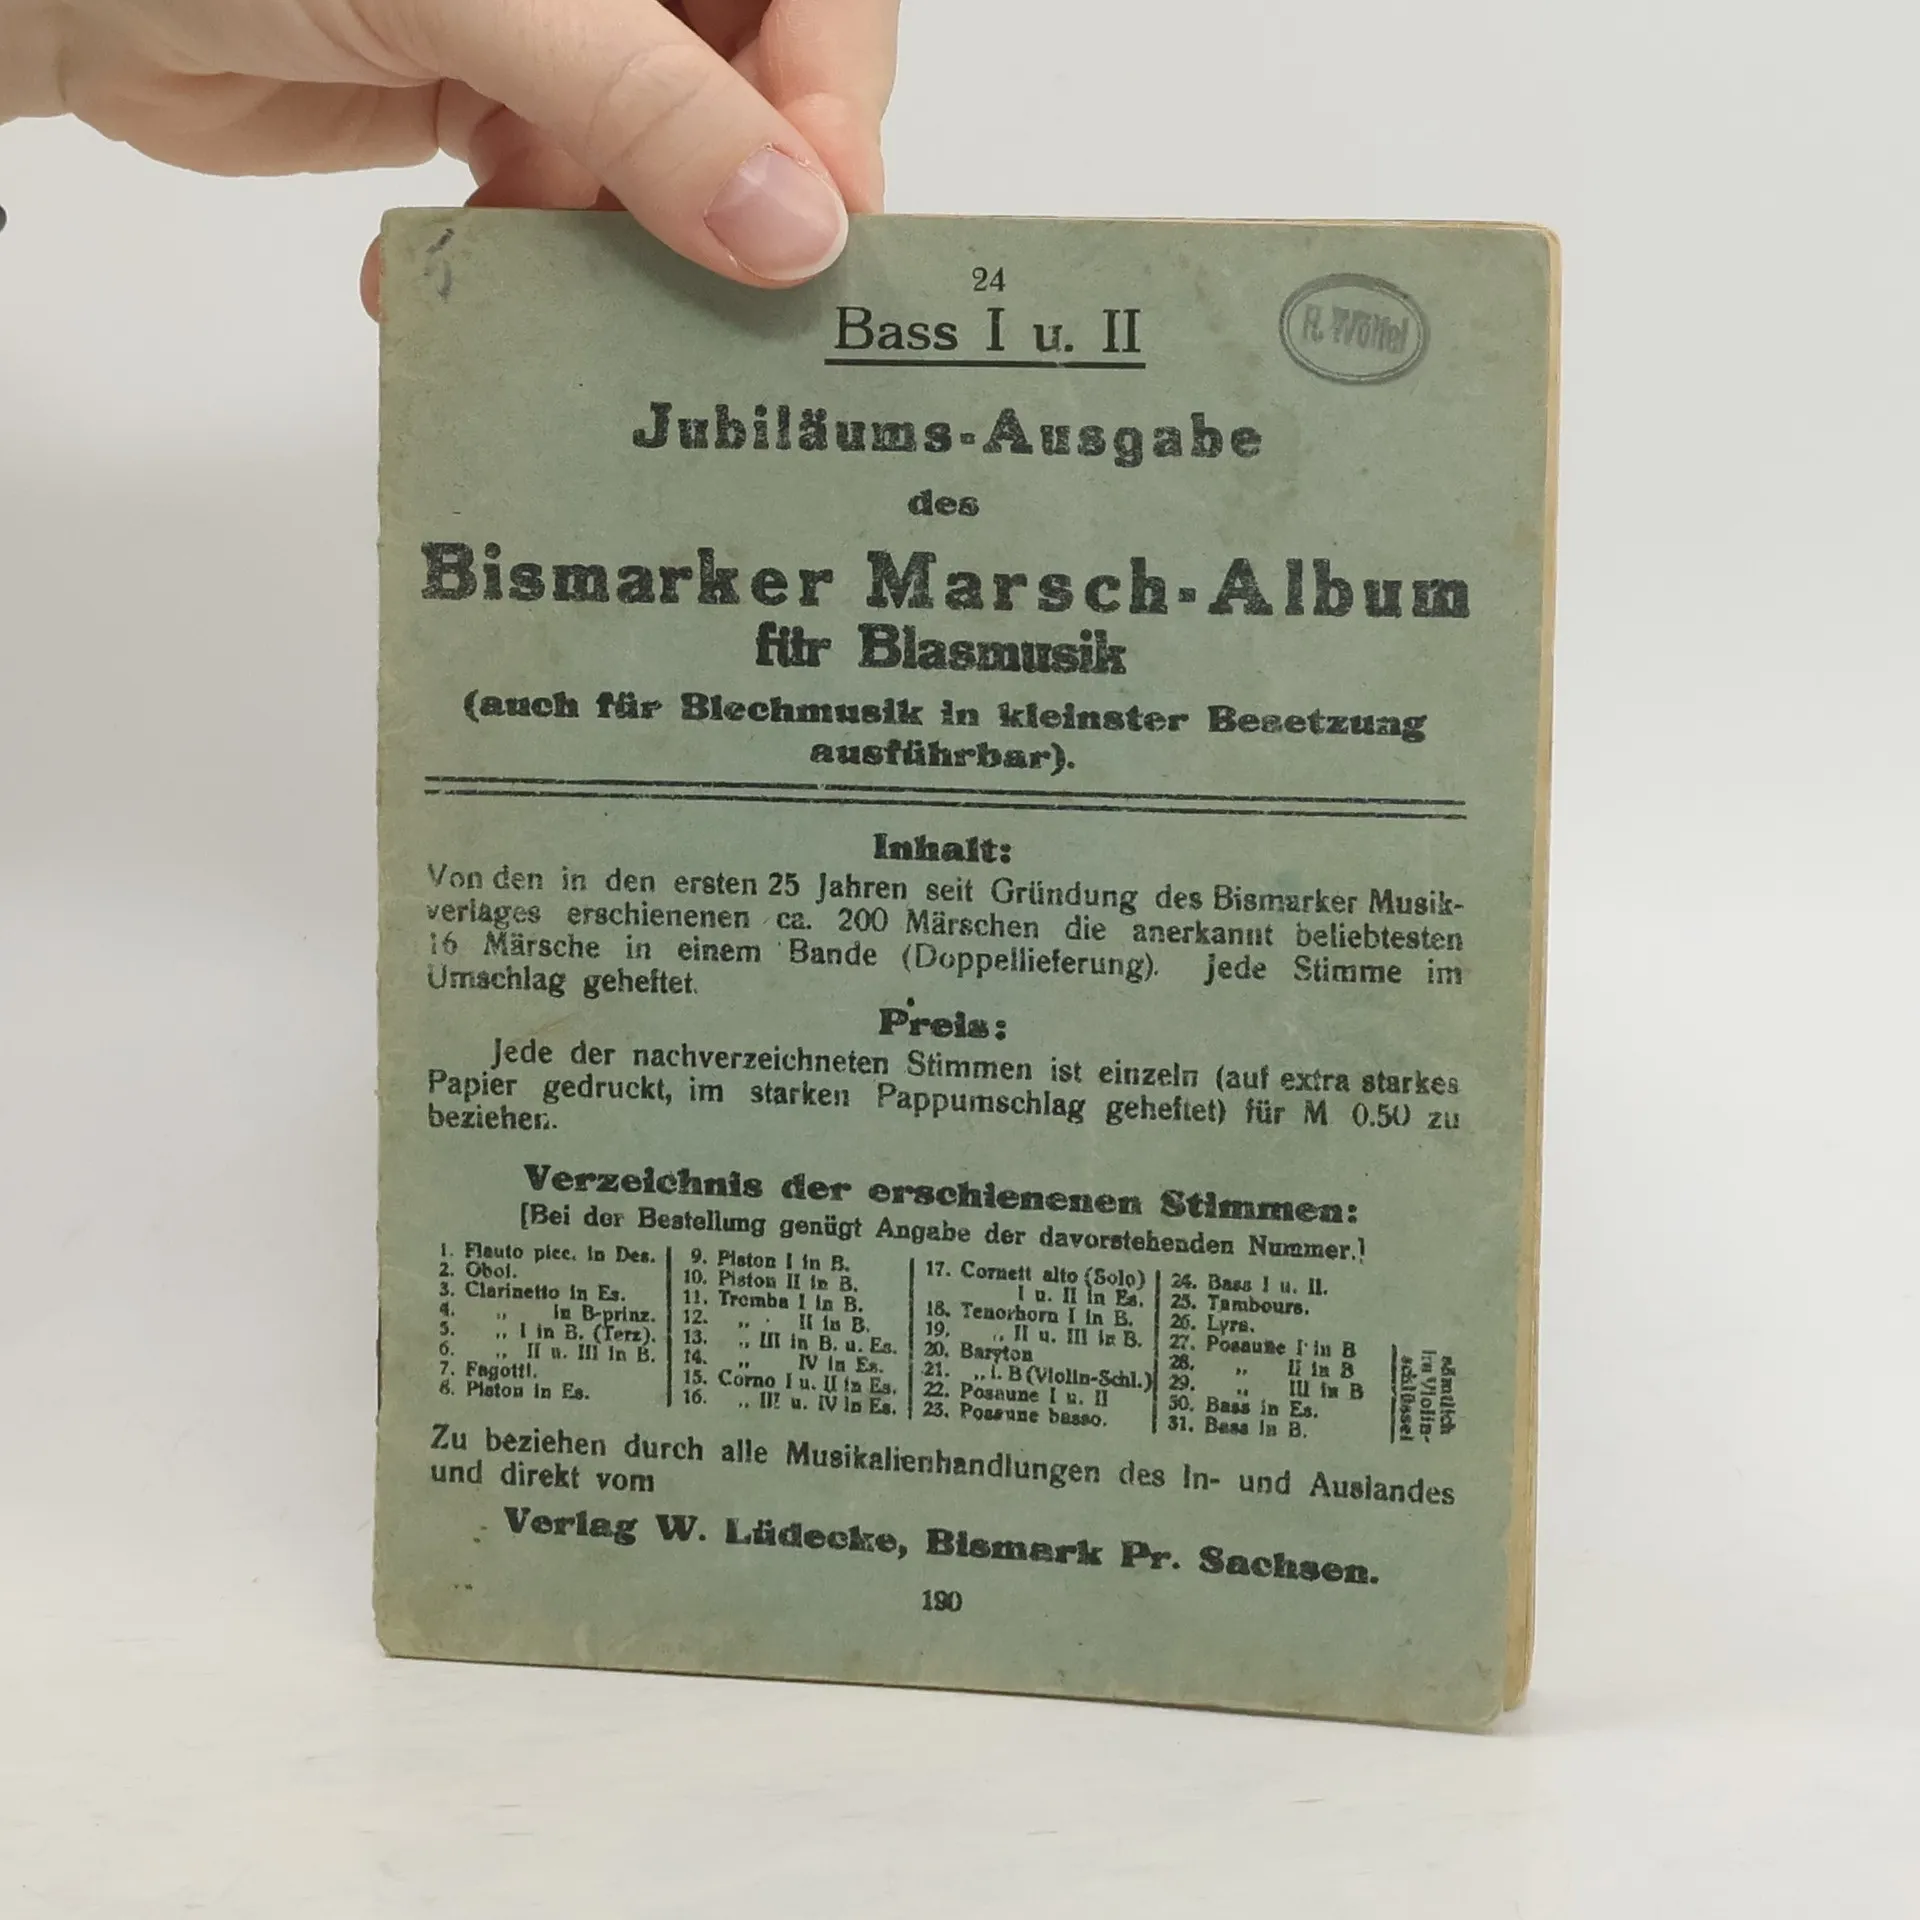 24
Bass I u. II
Jubiläums-Ausgabe
des
Bismarker Marsch-Album
für Blasmusik
(auch für Blechmusik in kleinster Besetzung
ausführbar).
Inhalt:
Von den in den ersten 25 Jahren seit Gründung des Bismarker Musik-
verlages erschienenen ca. 200 Märschen die anerkannt beliebtesten
16 Märsche in einem Bande (Doppellieferung). Jede Stimme im
Umschlag geheftet.
Preis:
Jede der nachverzeichneten Stimmen ist einzeln (auf extra starkes
Papier gedruckt, im starken Pappumschlag geheftet) für M 0.50 zu
beziehen.
Verzeichnis der erschienenen Stimmen:
[Bei der Bestellung genügt Angabe der davorstehenden Nummer.]
1. Flauto picc. in Des.
2. Oboi.
3. Clarinetto in Es.
4. „ in B-prinz.
5. „ I in B. (Terz).
6. „ II u. III in B.
7. Fagotti.
8. Piston in Es.
9. Piston I in B.
10. Piston II in B.
11. Tromba I in B.
12. „ II in B.
13. „ III in B. u. Es.
14. „ IV in Es.
15. Corno I u. II in Es.
16. „ III u. IV in Es.
17. Cornett alto (Solo)
I u. II in Es.
18. Tenorhorn I in B.
19. „ II u. III in B.
20. Baryton
21. „ i. B (Violin-Schl.)
22. Posaune I u. II
23. Posaune basso.
24. Bass I u. II.
25. Tambours.
26. Lyra.
27. Posaune I in B
28. „ II in B
29. „ III in B
30. Bass in Es.
31. Bass in B.
sämtlich
im Violin-
schlüssel
Zu beziehen durch alle Musikalienhandlungen des In- und Auslandes
und direkt vom
Verlag W. Lüdecke, Bismark Pr. Sachsen.
190